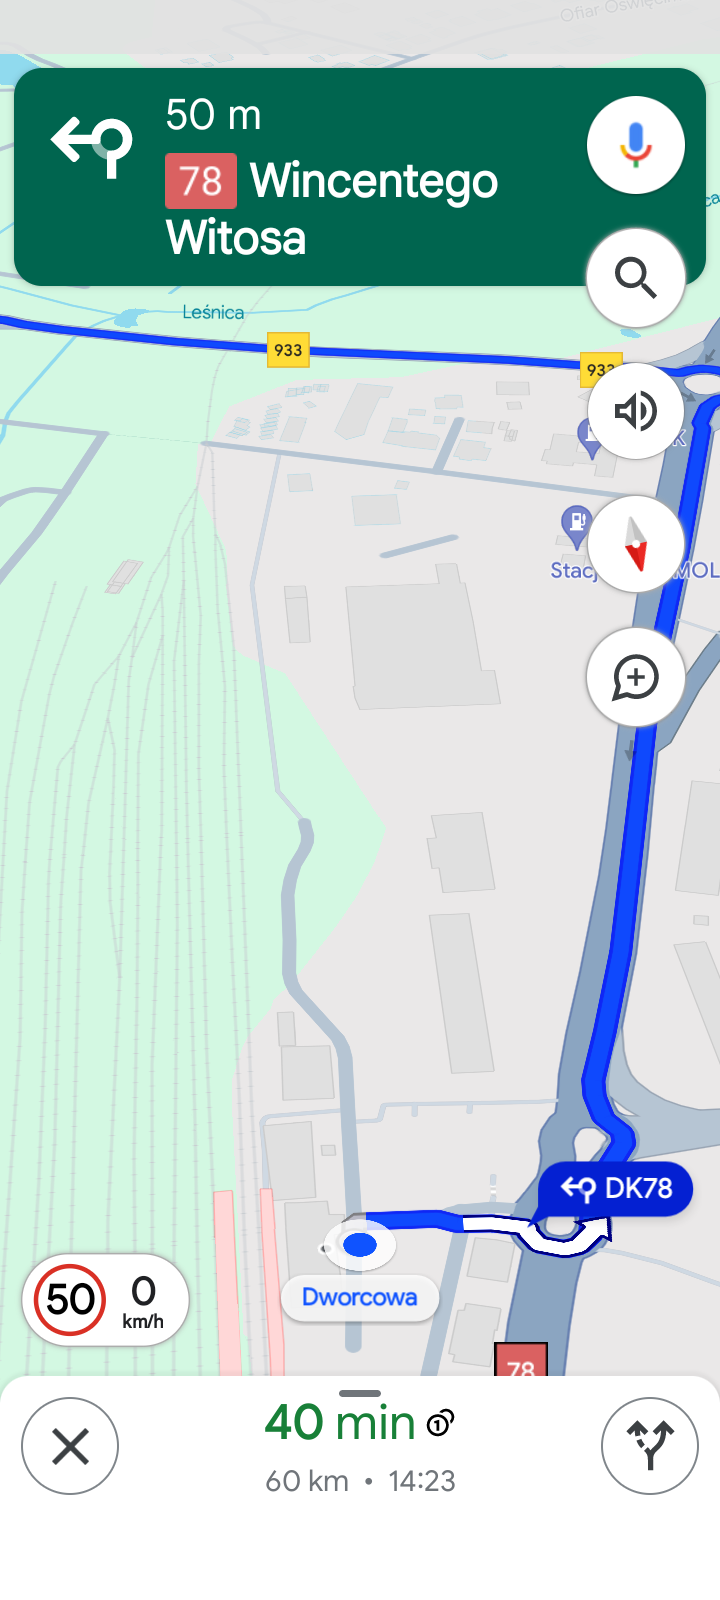 50 m
78 Wincentego
Witosa
Leśnica
933
933
Stacj
MOL
DK78
50
0
km/h
Dworcowa
78
40 min
60 km • 14:23